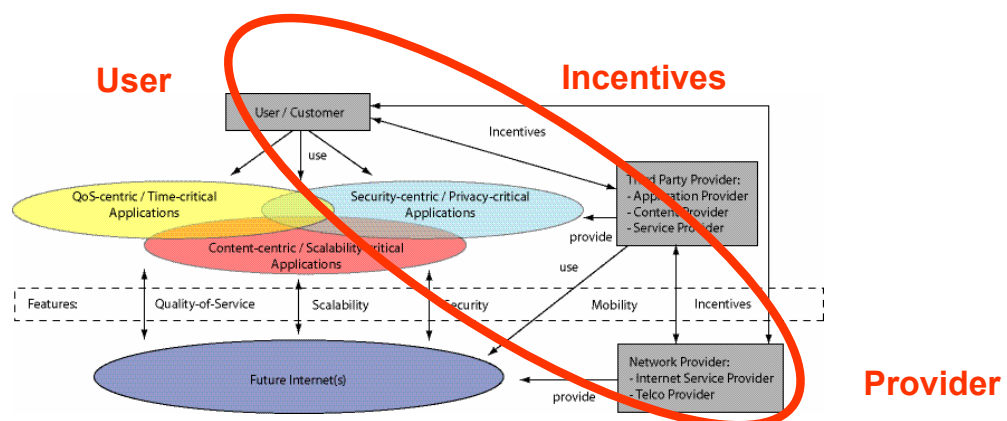 User
Incentives
User / Customer
Incentives
use
Third Party Provider:
- Application Provider
- Content Provider
- Service Provider
QoS-centric / Time-critical
Applications
Security-centric / Privacy-critical
Applications
provide
Content-centric / Scalability-critical
Applications
use
Features:
Quality-of-Service
Scalability
Security
Mobility
Incentives
Network Provider:
- Internet Service Provider
- Telco Provider
Future Internet(s)
provide
Provider